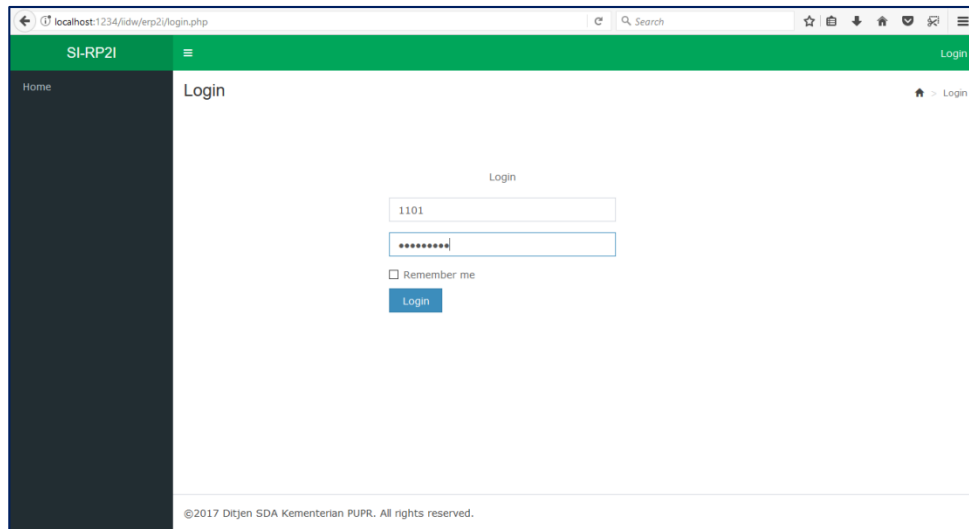 localhost:1234/iidw/erp2i/login.php
Search
SI-RP2I
Login
Home
Login
> Login
Login
1101
•••••••••
Remember me
Login
©2017 Ditjen SDA Kementerian PUPR. All rights reserved.